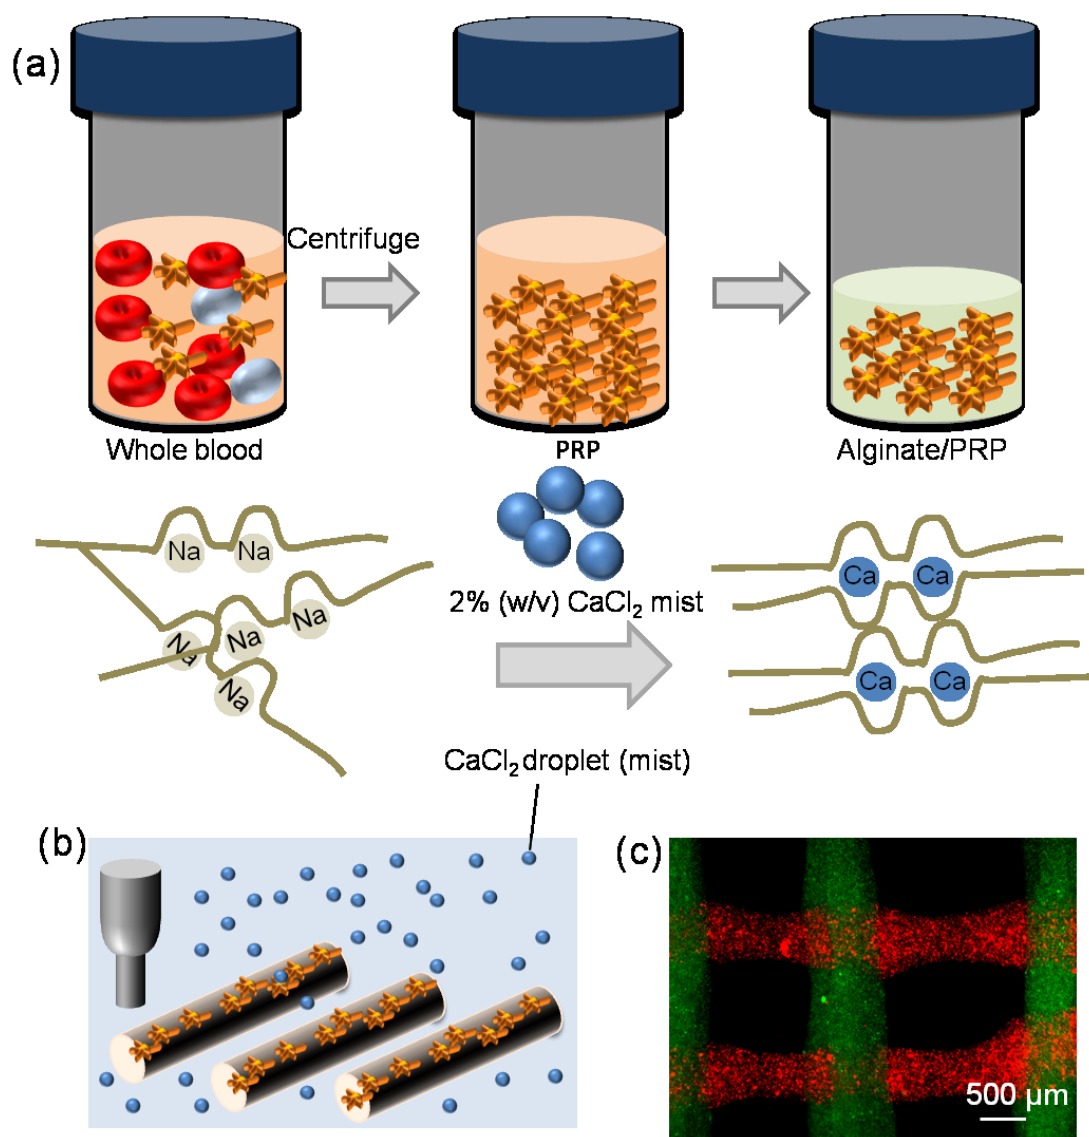 (a)
Centrifuge
Whole blood
PRP
Alginate/PRP
Na Na
Na
Na Na
Na
2% (w/v) CaCl₂ mist
Ca Ca
Ca Ca
CaCl₂ droplet (mist)
(b)
(c)
500 µm